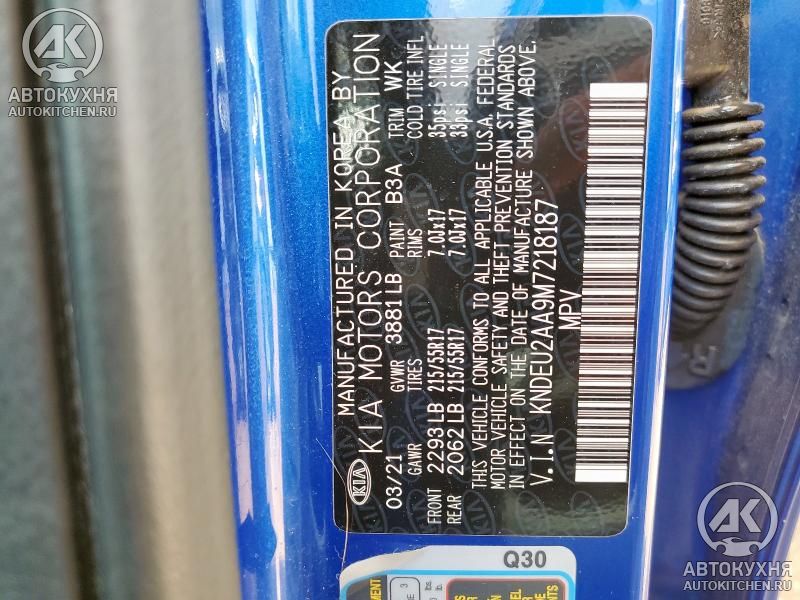 АВТОКУХНЯ
AUTOKITCHEN.RU
MANUFACTURED IN KOREA BY
KIA KIA MOTORS CORPORATION
03/21 GVWR 3881 LB PAINT B3A TRIM WK
GAWR TIRES RIMS COLD TIRE INFL
FRONT 2293 LB 215/55R17 7.0Jx17 35psi SINGLE
REAR 2062 LB 215/55R17 7.0Jx17 33psi SINGLE
THIS VEHICLE CONFORMS TO ALL APPLICABLE U.S.A. FEDERAL
MOTOR VEHICLE SAFETY AND THEFT PREVENTION STANDARDS
IN EFFECT ON THE DATE OF MANUFACTURE SHOWN ABOVE.
V.I.N KNDEU2AA9M7218187
MPV
Q30
АВТОКУХНЯ
AUTOKITCHEN.RU